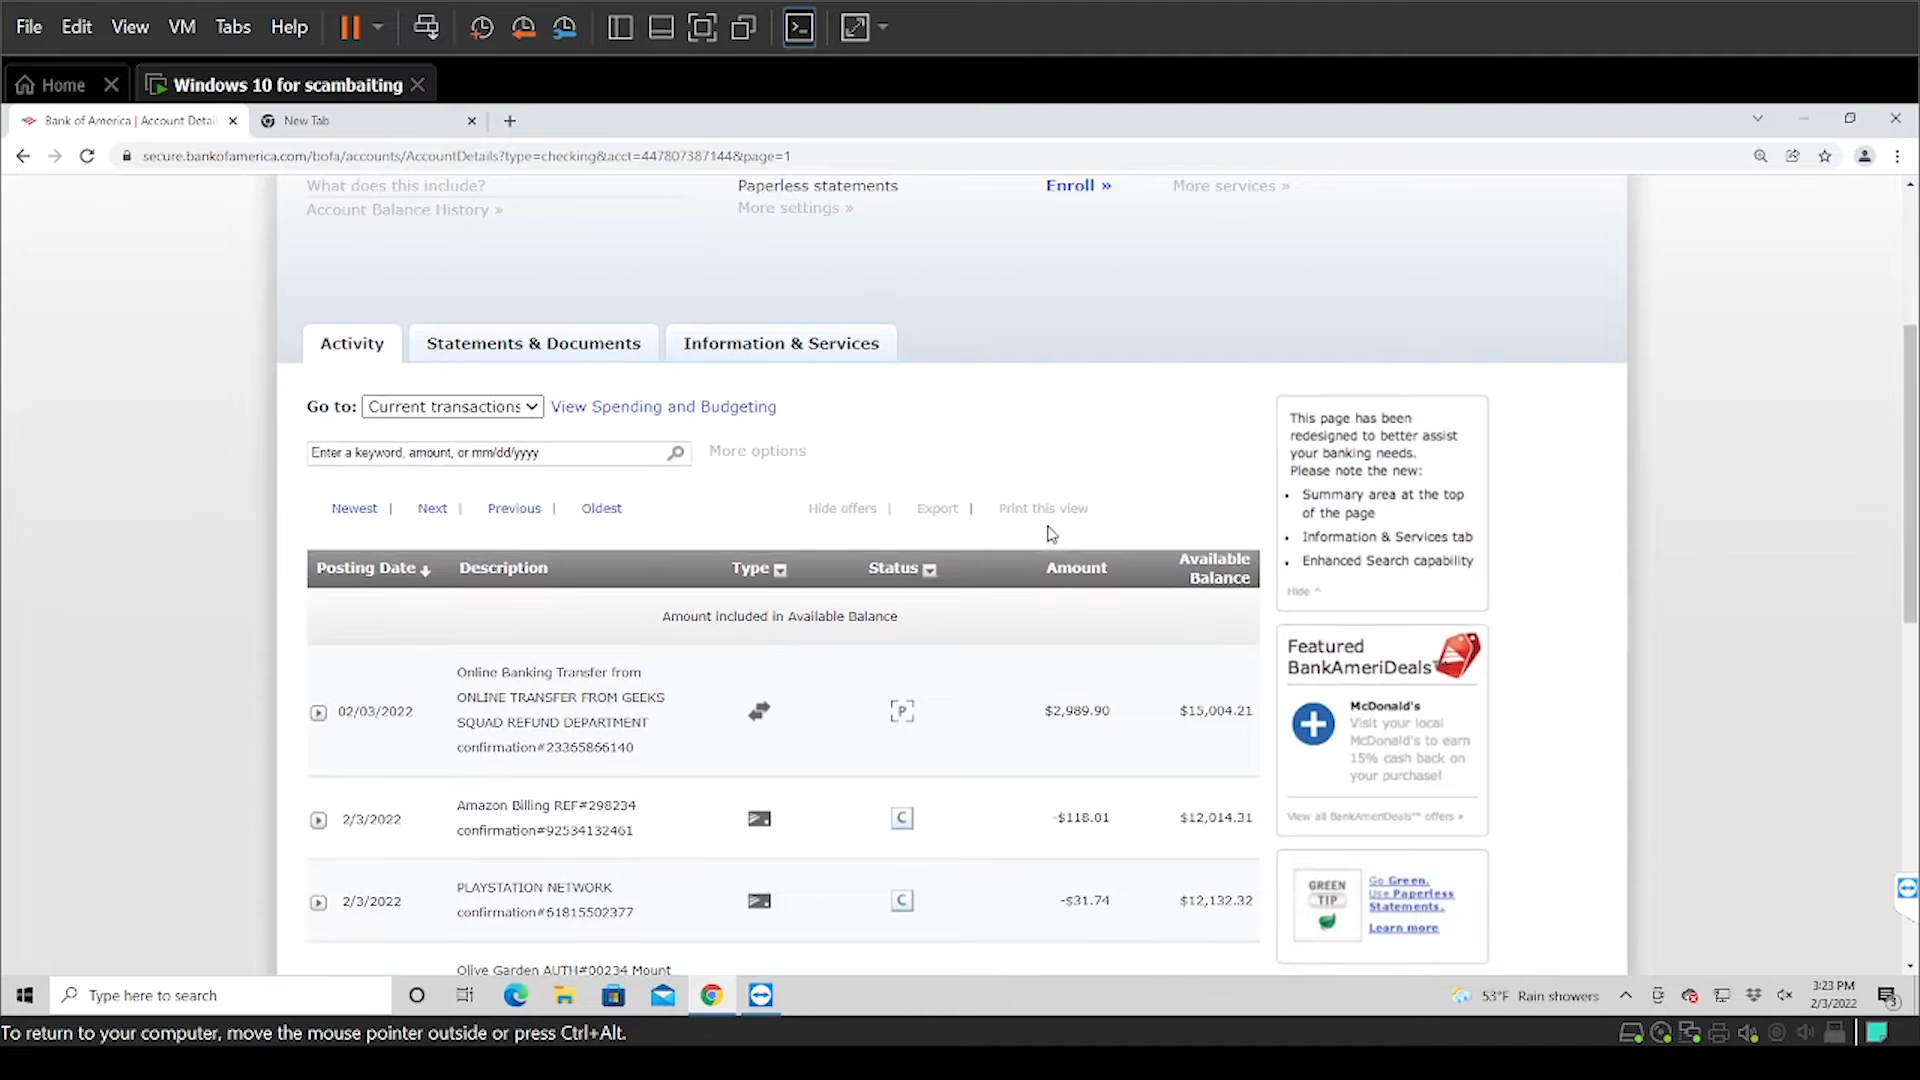 File Edit View VM Tabs Help
Home
Windows 10 for scambaiting
Bank of America | Account Detail
New Tab
secure.bankofamerica.com/bofa/accounts/AccountDetails?type=checking&acct=447807387144&page=1
What does this include?
Account Balance History »
Paperless statements
Enroll »
More settings »
More services »
Activity
Statements & Documents
Information & Services
Go to: Current transactions View Spending and Budgeting
Enter a keyword, amount, or mm/dd/yyyy
More options
Newest | Next | Previous | Oldest
Hide offers | Export | Print this view
Posting Date Description Type Status Amount Available Balance
Amount included in Available Balance
Online Banking Transfer from
ONLINE TRANSFER FROM GEEKS
02/03/2022 P $2,989.90 $15,004.21
SQUAD REFUND DEPARTMENT
confirmation#23365866140
Amazon Billing REF#298234
2/3/2022 C -$118.01 $12,014.31
confirmation#92534132461
PLAYSTATION NETWORK
2/3/2022 C -$31.74 $12,132.32
confirmation#61815502377
Olive Garden AUTH#00234 Mount
This page has been
redesigned to better assist
your banking needs.
Please note the new:
• Summary area at the top
of the page
• Information & Services tab
• Enhanced Search capability
Hide ^
Featured
BankAmeriDeals™
McDonald's
Visit your local
McDonald's to earn
15% cash back on
your purchase!
View all BankAmeriDeals™ offers »
GREEN
TIP
Go Green.
Use Paperless
Statements.
Learn more
Type here to search
53°F Rain showers
3:23 PM
2/3/2022
3
To return to your computer, move the mouse pointer outside or press Ctrl+Alt.